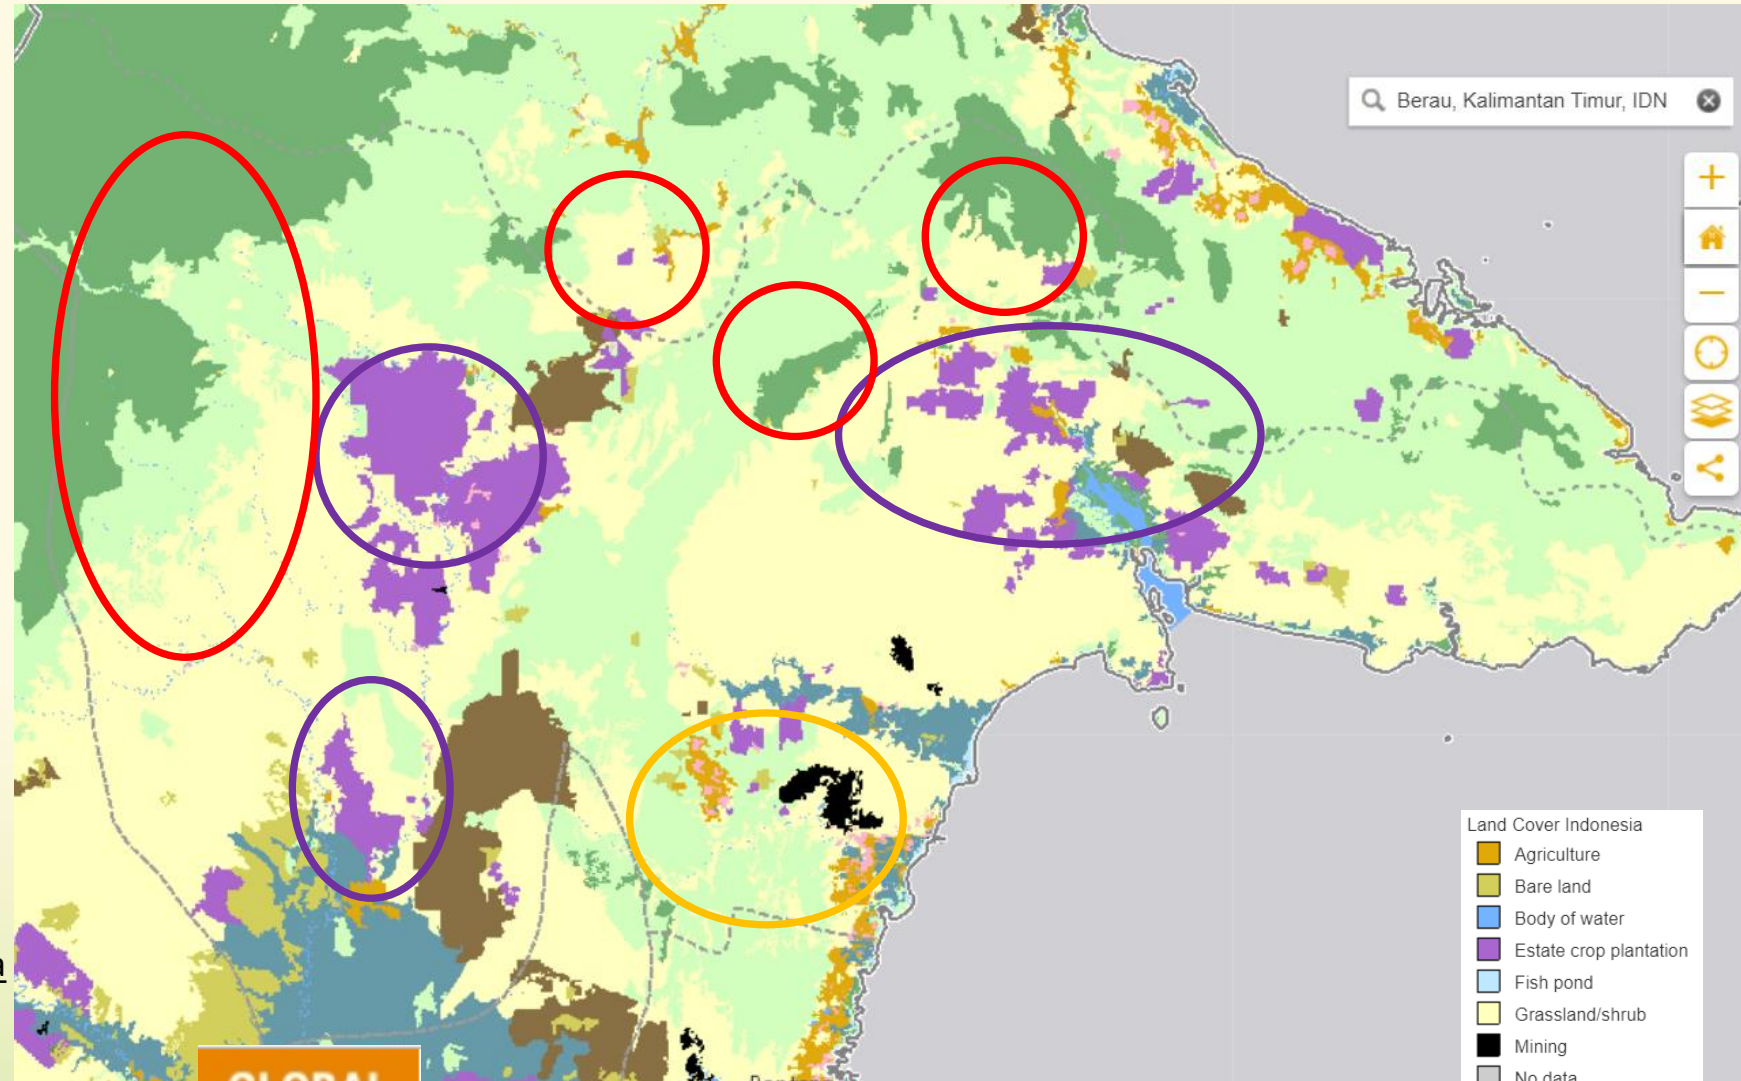 Berau, Kalimantan Timur, IDN
Land Cover Indonesia
Agriculture
Bare land
Body of water
Estate crop plantation
Fish pond
Grassland/shrub
Mining
No data
GLOBAL